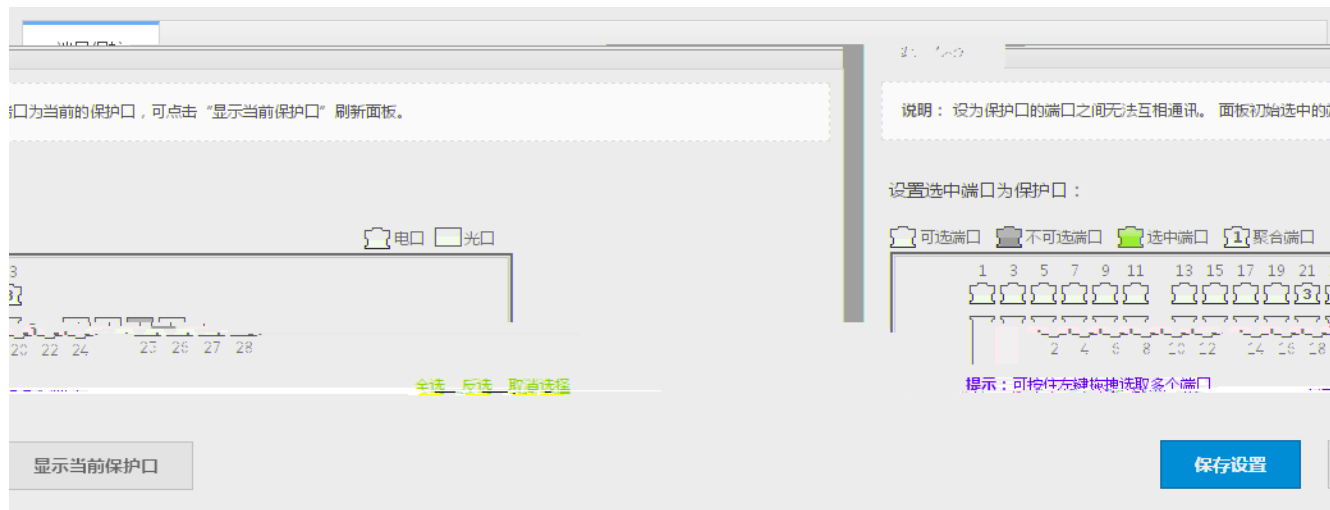 端口保护
说明：设为保护口的端口之间无法互相通讯。 面板初始选中的
口为当前的保护口，可点击“显示当前保护口”刷新面板。
设置选中端口为保护口：
可选端口 不可选端口 选中端口 1 聚合端口
电口 光口
1 3 5 7 9 11 13 15 17 19 21
3
3
2 4 6 8 10 12 14 16 18
20 22 24 25 26 27 28
提示：可按住左键拖拽选取多个端口
全选 反选 取消选择
保存设置
显示当前保护口